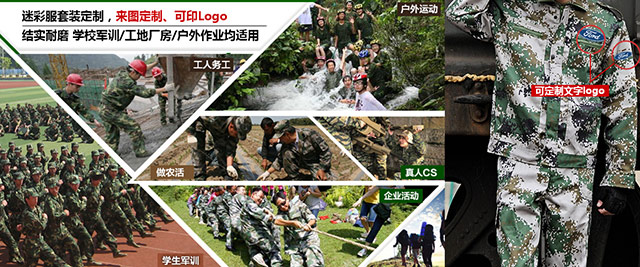 迷彩服套装定制，来图定制、可印Logo
结实耐磨 学校军训/工地厂房/户外作业均适用
户外运动
工人务工
Ford
可定制文字logo
做农活
真人CS
企业活动
学生军训